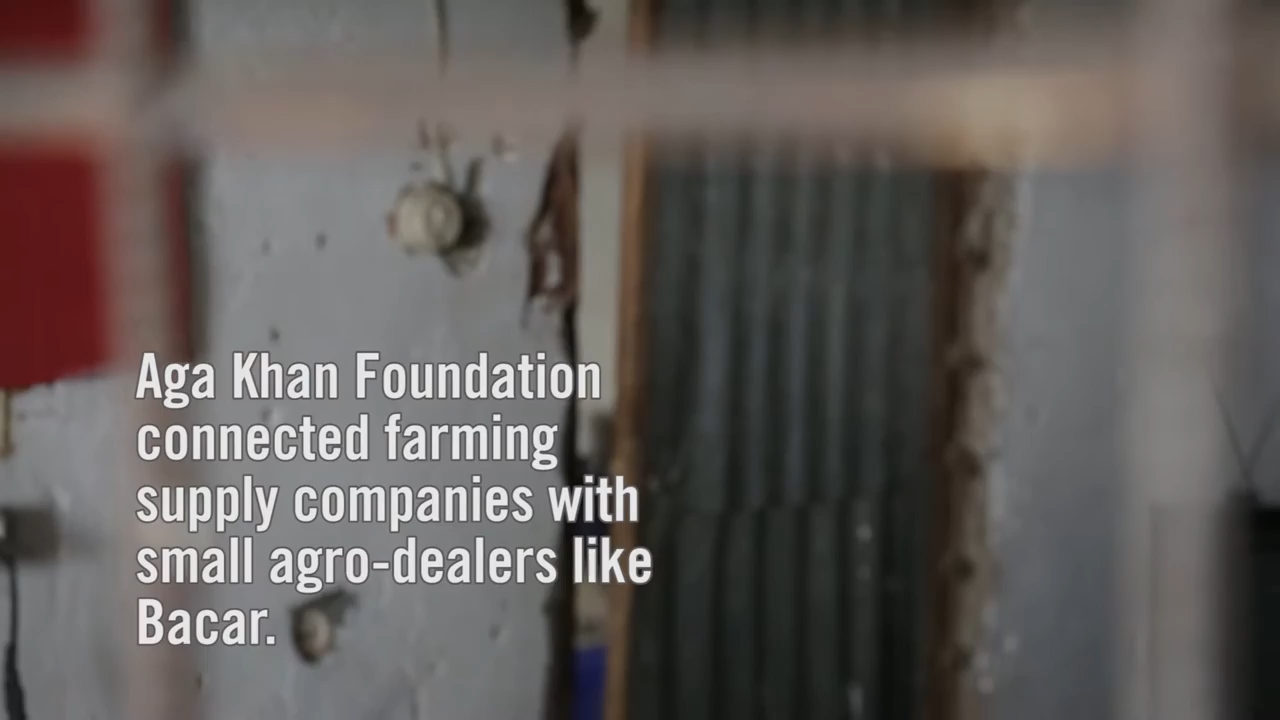 Aga Khan Foundation
connected farming
supply companies with
small agro-dealers like
Bacar.